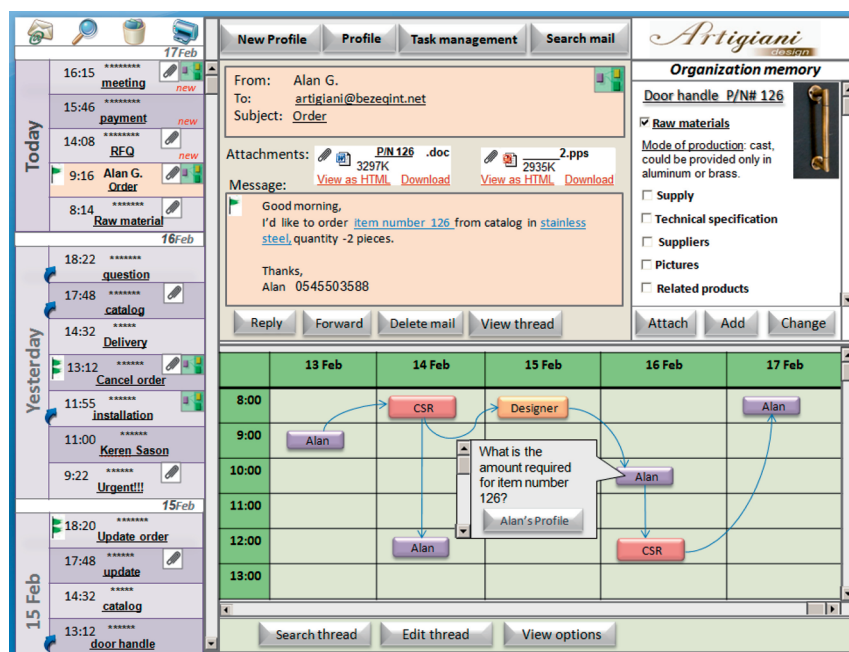 17Feb
Today
16:15 *******
meeting
new
15:46 *******
payment
new
14:08 *******
RFQ
new
9:16 Alan G.
Order
8:14 *******
Raw material
16Feb
Yesterday
18:22 *******
question
17:48 *******
catalog
14:32 *****
Delivery
13:12 ******
Cancel order
11:55 ******
installation
11:00 ******
Keren Sason
9:22 ******
Urgent!!!
15Feb
15 Feb
18:20 *******
Update order
17:48 ******
update
14:32 *****
catalog
13:12 ******
door handle
New Profile Profile Task management Search mail
From: Alan G.
To: artigiani@bezeqint.net
Subject: Order
Attachments: P/N 126 .doc ______2.pps
3297K 2935K
View as HTML Download View as HTML Download
Message:
Good morning,
I'd like to order item number 126 from catalog in stainless
steel, quantity -2 pieces.
Thanks,
Alan 0545503588
Reply Forward Delete mail View thread
Artigiani
design
Organization memory
Door handle P/N# 126
Raw materials
Mode of production: cast,
could be provided only in
aluminum or brass.
Supply
Technical specification
Suppliers
Pictures
Related products
Attach Add Change
13 Feb 14 Feb 15 Feb 16 Feb 17 Feb
8:00 CSR Designer Alan
9:00 Alan
What is the
amount required
for item number
126?
Alan's Profile
10:00 Alan
11:00
12:00 Alan CSR
13:00
Search thread Edit thread View options